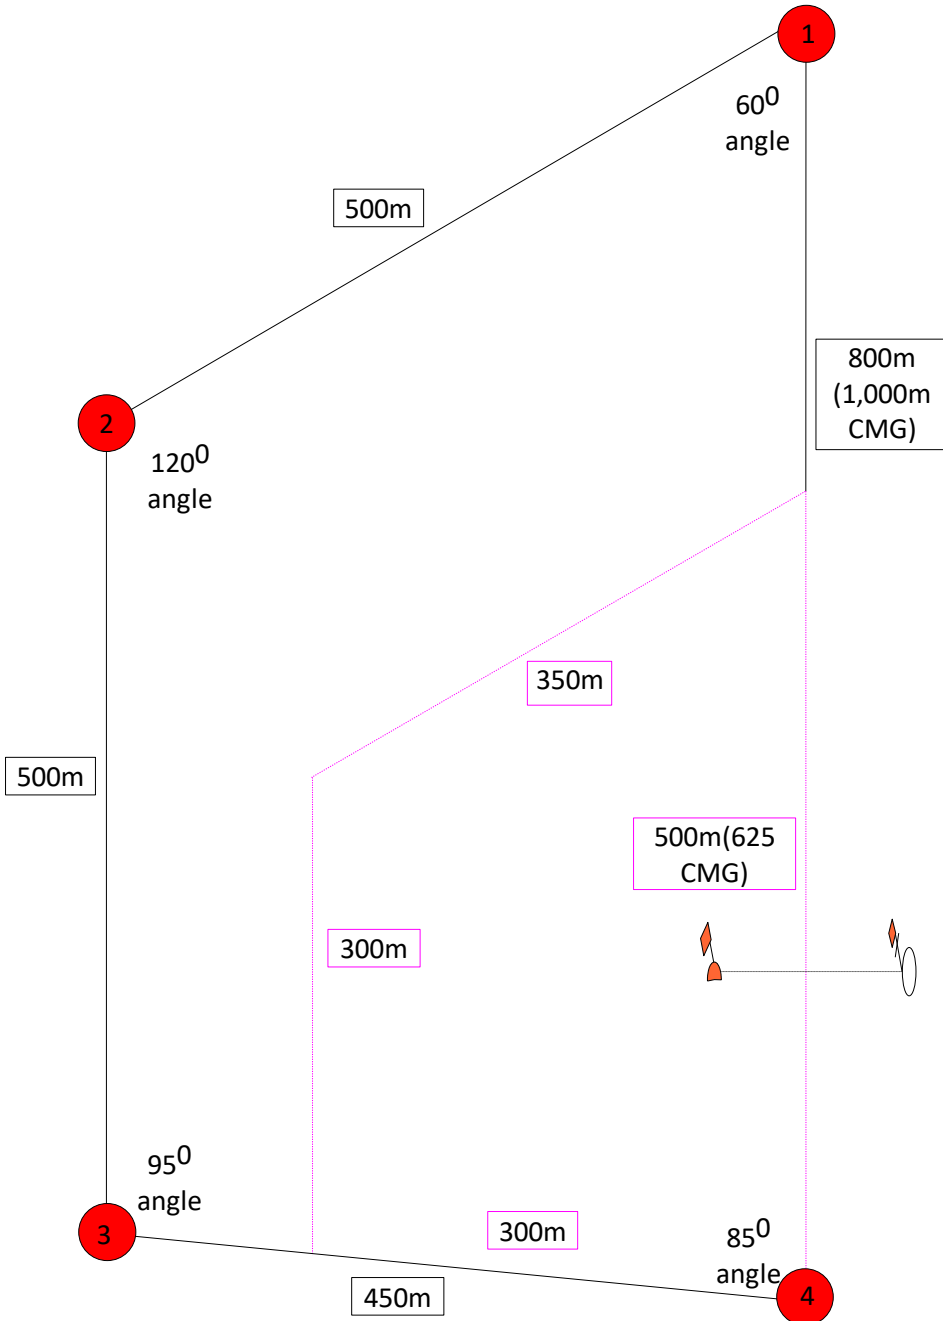 1
60⁰
angle
500m
800m
(1,000m
CMG)
2
120⁰
angle
350m
500m
500m(625
CMG)
300m
95⁰
angle
3
300m
85⁰
angle
450m
4